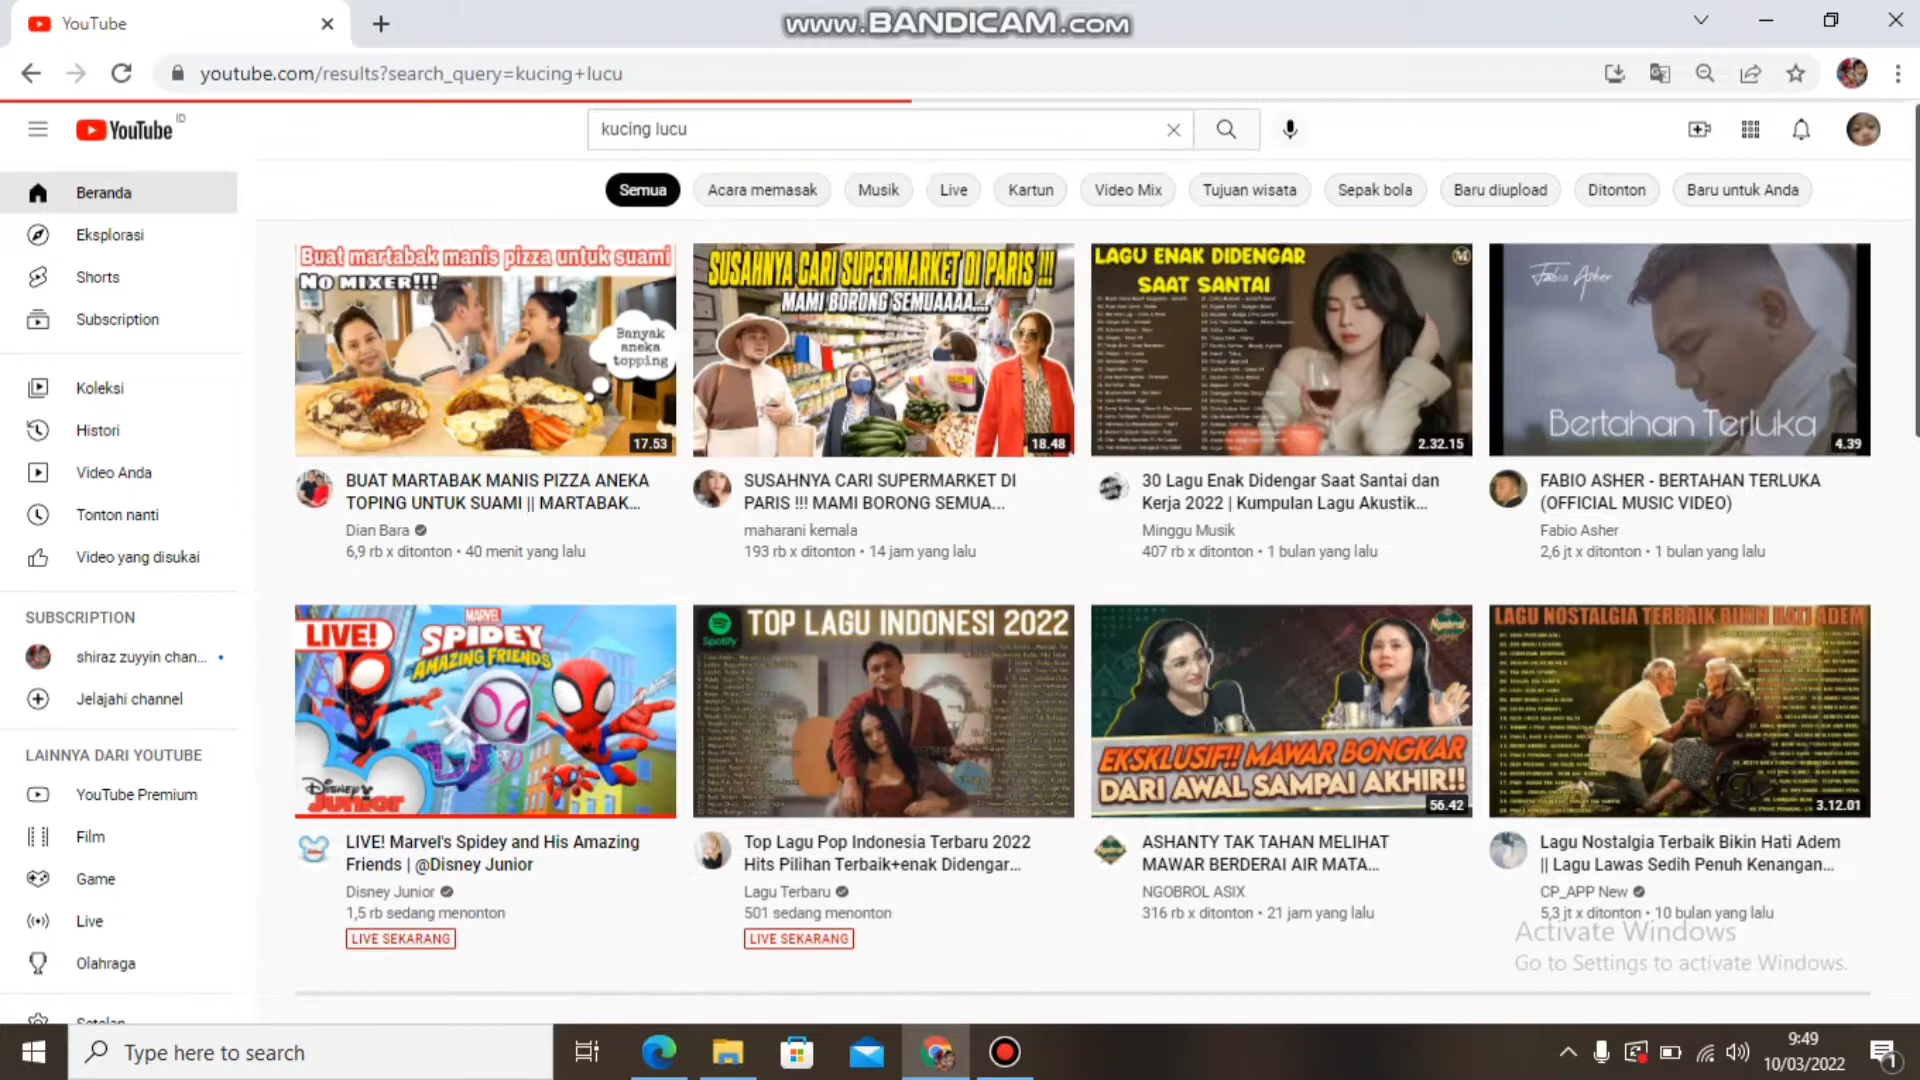 YouTube
www.BANDICAM.com
youtube.com/results?search_query=kucing+lucu
YouTube ID
kucing lucu
Beranda
Eksplorasi
Shorts
Subscription
Koleksi
Histori
Video Anda
Tonton nanti
Video yang disukai
SUBSCRIPTION
shiraz zuyyin chan...
Jelajahi channel
LAINNYA DARI YOUTUBE
YouTube Premium
Film
Game
Live
Olahraga
Setelan
Semua
Acara memasak
Musik
Live
Kartun
Video Mix
Tujuan wisata
Sepak bola
Baru diupload
Ditonton
Baru untuk Anda
Buat martabak manis pizza untuk suami
NO MIXER!!!
Banyak
aneka
topping
17.53
BUAT MARTABAK MANIS PIZZA ANEKA
TOPING UNTUK SUAMI || MARTABAK...
Dian Bara
6,9 rb x ditonton • 40 menit yang lalu
SUSAHNYA CARI SUPERMARKET DI PARIS !!!
MAMI BORONG SEMUAAAA...
18.48
SUSAHNYA CARI SUPERMARKET DI
PARIS !!! MAMI BORONG SEMUA...
maharani kemala
193 rb x ditonton • 14 jam yang lalu
LAGU ENAK DIDENGAR
SAAT SANTAI
2.32.15
30 Lagu Enak Didengar Saat Santai dan
Kerja 2022 | Kumpulan Lagu Akustik...
Minggu Musik
407 rb x ditonton • 1 bulan yang lalu
Fabio Asher
Bertahan Terluka
4.39
FABIO ASHER - BERTAHAN TERLUKA
(OFFICIAL MUSIC VIDEO)
Fabio Asher
2,6 jt x ditonton • 1 bulan yang lalu
LIVE!
MARVEL
SPIDEY
AMAZING FRIENDS
Disney Junior
LIVE! Marvel's Spidey and His Amazing
Friends | @Disney Junior
Disney Junior
1,5 rb sedang menonton
LIVE SEKARANG
Spotify
TOP LAGU INDONESI 2022
Top Lagu Pop Indonesia Terbaru 2022
Hits Pilihan Terbaik+enak Didengar...
Lagu Terbaru
501 sedang menonton
LIVE SEKARANG
Ngobrol
EKSKLUSIF!! MAWAR BONGKAR
DARI AWAL SAMPAI AKHIR!!
56.42
ASHANTY TAK TAHAN MELIHAT
MAWAR BERDERAI AIR MATA...
NGOBROL ASIX
316 rb x ditonton • 21 jam yang lalu
LAGU NOSTALGIA TERBAIK BIKIN HATI ADEM
3.12.01
Lagu Nostalgia Terbaik Bikin Hati Adem
|| Lagu Lawas Sedih Penuh Kenangan...
CP_APP New
5,3 jt x ditonton • 10 bulan yang lalu
Activate Windows
Go to Settings to activate Windows.
Type here to search
9:49
10/03/2022
1